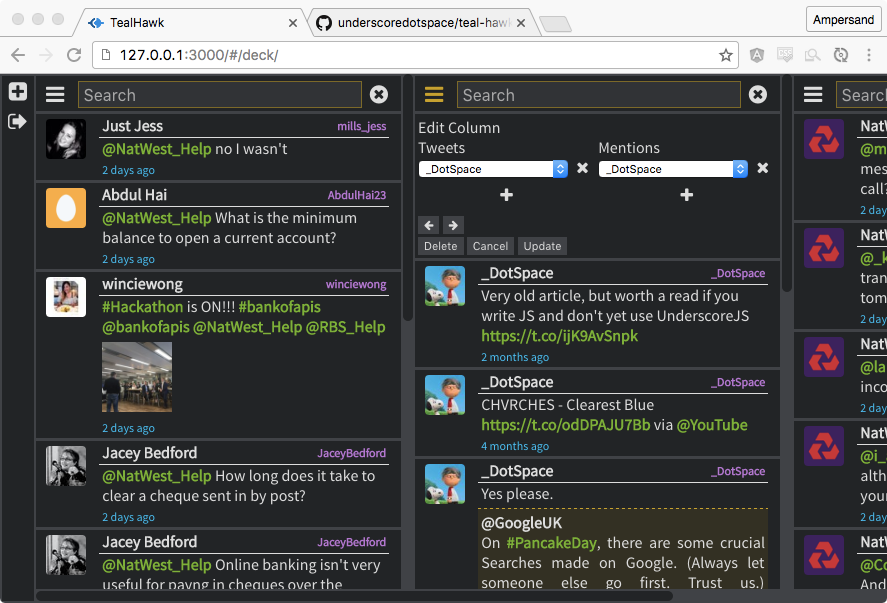 TealHawk
underscoredotspace/teal-haw
Ampersand
127.0.0.1:3000/#/deck/
Search
Just Jess
mills_jess
@NatWest_Help no I wasn't
2 days ago
Abdul Hai
AbdulHai23
@NatWest_Help What is the minimum
balance to open a current account?
2 days ago
winciewong
winciewong
#Hackathon is ON!!! #bankofapis
@bankofapis @NatWest_Help @RBS_Help
2 days ago
Jacey Bedford
JaceyBedford
@NatWest_Help How long does it take to
clear a cheque sent in by post?
2 days ago
Jacey Bedford
JaceyBedford
@NatWest_Help Online banking isn't very
useful for payng in cheques over the
Search
Edit Column
Tweets
Mentions
_DotSpace
_DotSpace
Delete
Cancel
Update
_DotSpace
_DotSpace
Very old article, but worth a read if you
write JS and don't yet use UnderscoreJS
https://t.co/ijK9AvSnpk
2 months ago
_DotSpace
_DotSpace
CHVRCHES - Clearest Blue
https://t.co/odDPAJU7Bb via @YouTube
4 months ago
_DotSpace
_DotSpace
Yes please.
@GoogleUK
On #PancakeDay, there are some crucial
Searches made on Google. (Always let
someone else go first. Trust us.)
Search
NatW
@m
mes
call?
2 day
NatW
@_k
tran
tom
2 day
NatW
@la
inco
2 day
NatW
@i_
alth
your
2 day
NatW
@Co
And